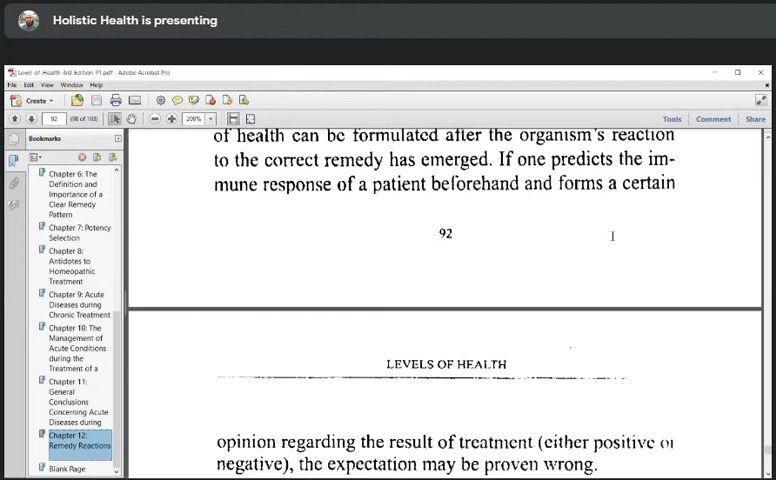 Holistic Health is presenting
Level-of-Health-3rd-Edition-P1.pdf - Adobe Acrobat Pro
File Edit View Window Help
Create
92 (98 of 103) 200%
Tools Comment Share
Bookmarks
Chapter 6: The
Definition and
Importance of a
Clear Remedy
Pattern
Chapter 7: Potency
Selection
Chapter 8:
Antidotes to
Homeopathic
Treatment
Chapter 9: Acute
Diseases during
Chronic Treatment
Chapter 10: The
Management of
Acute Conditions
during the
Treatment of a
Chapter 11:
General
Conclusions
Concerning Acute
Diseases during
Chapter 12:
Remedy Reactions
Blank Page
of health can be formulated after the organism's reaction
to the correct remedy has emerged. If one predicts the im-
mune response of a patient beforehand and forms a certain
92
LEVELS OF HEALTH
opinion regarding the result of treatment (either positive or
negative), the expectation may be proven wrong.